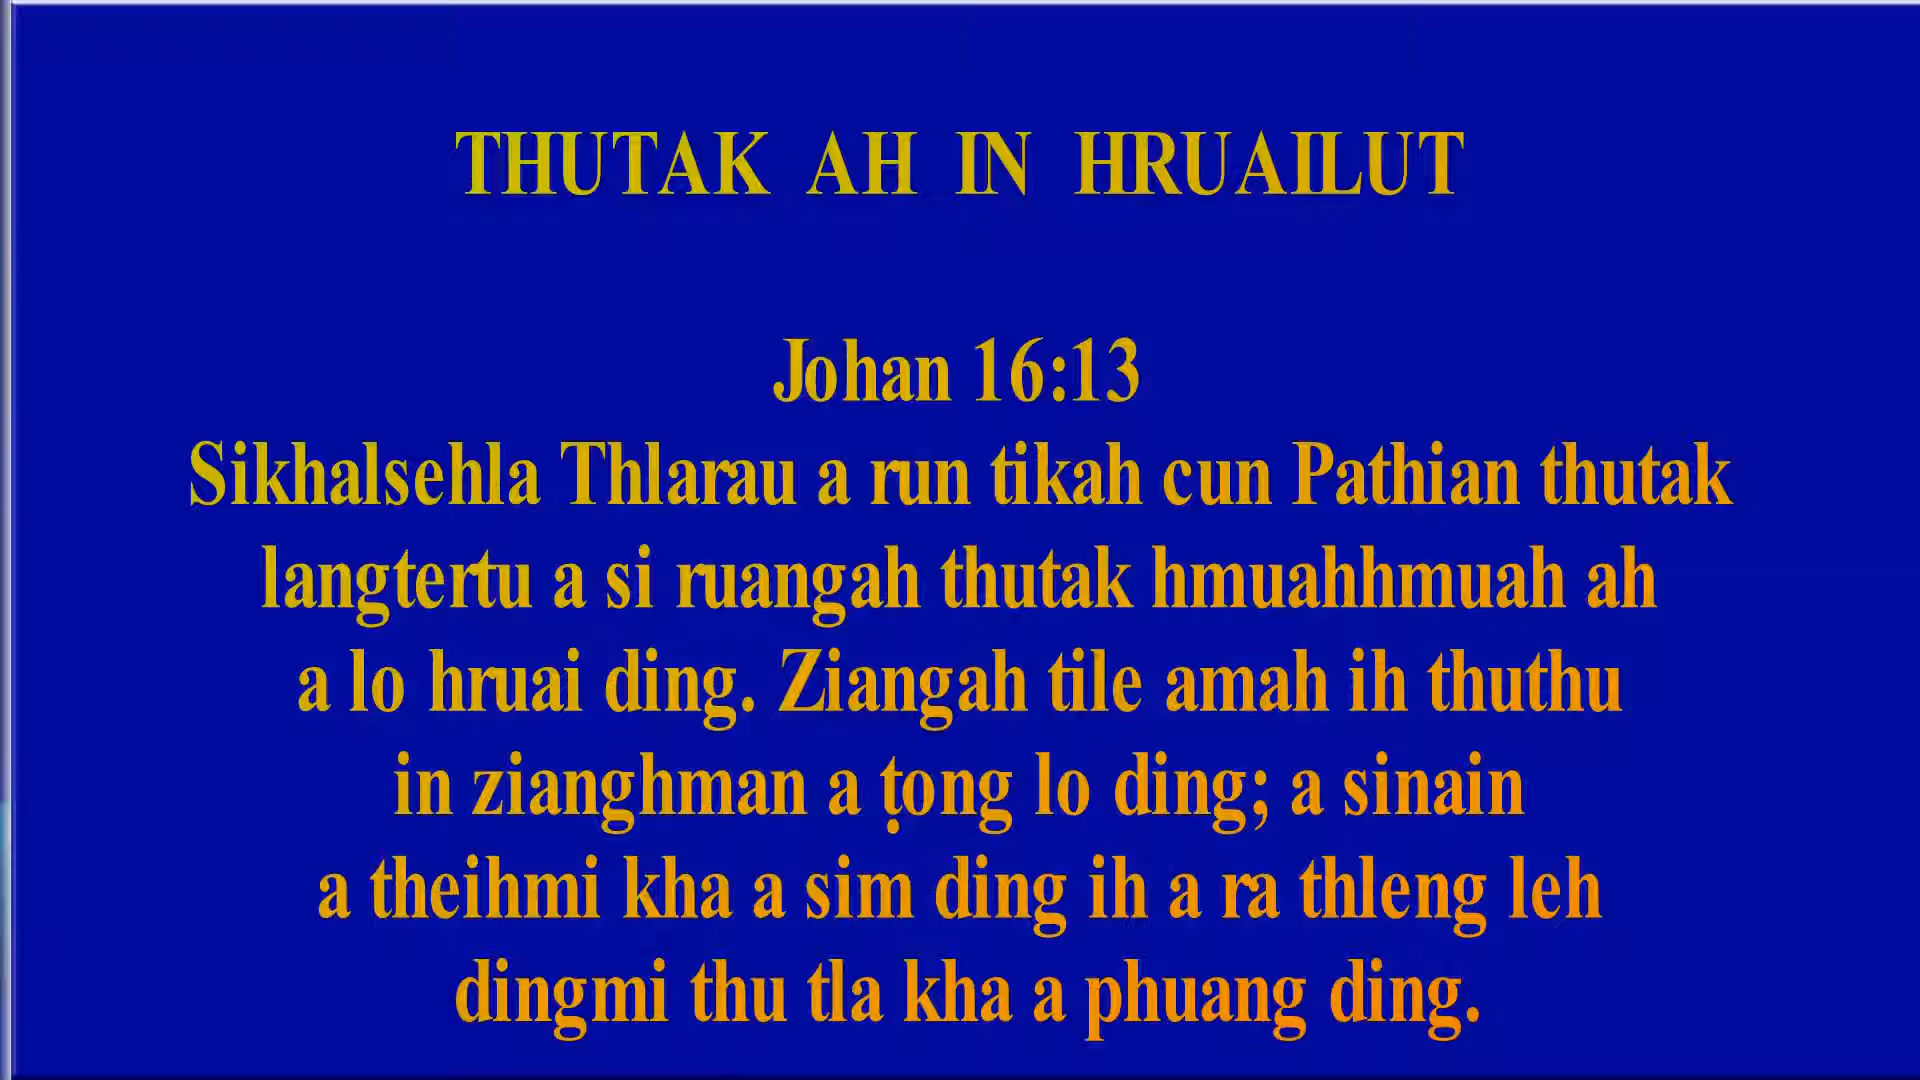 THUTAK AH IN HRUAILUT
Johan 16:13
Sikhalsehla Thlarau a run tikah cun Pathian thutak
langtertu a si ruangah thutak hmuahhmuah ah
a lo hruai ding. Ziangah tile amah ih thuthu
in zianghman a ṭong lo ding; a sinain
a theihmi kha a sim ding ih a ra thleng leh
dingmi thu tla kha a phuang ding.